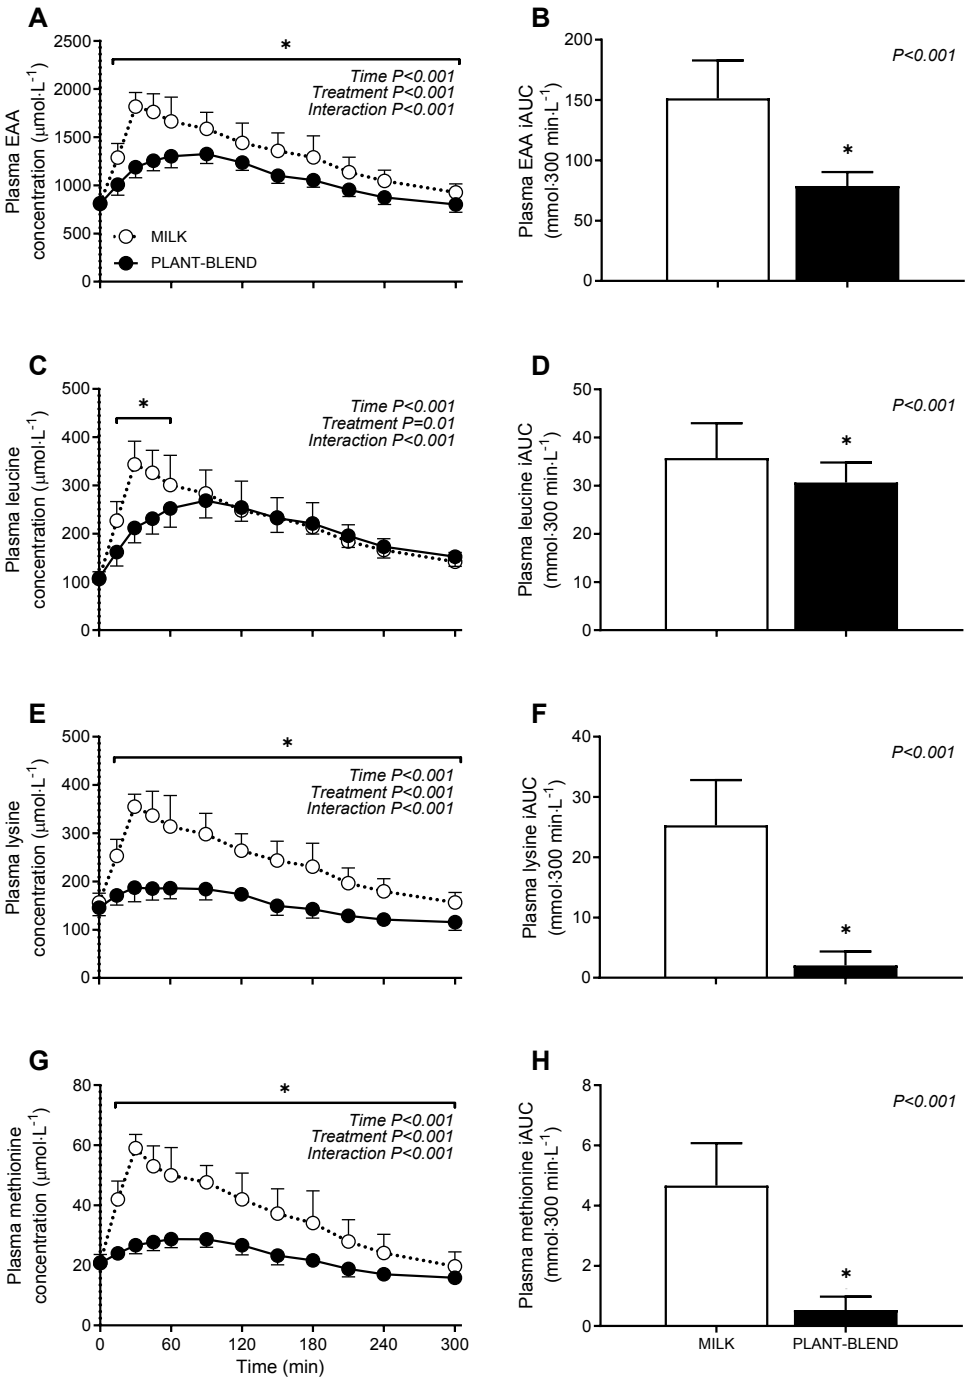 A
Plasma EAA
concentration (µmol·L⁻¹)
2500
2000
1500
1000
500
0
*
Time P<0.001
Treatment P<0.001
Interaction P<0.001
MILK
PLANT-BLEND
B
Plasma EAA iAUC
(mmol·300 min·L⁻¹)
200
150
100
50
0
P<0.001
*
C
Plasma leucine
concentration (µmol·L⁻¹)
500
400
300
200
100
0
*
Time P<0.001
Treatment P=0.01
Interaction P<0.001
D
Plasma leucine iAUC
(mmol·300 min·L⁻¹)
50
40
30
20
10
0
P<0.001
*
E
Plasma lysine
concentration (µmol·L⁻¹)
500
400
300
200
100
0
*
Time P<0.001
Treatment P<0.001
Interaction P<0.001
F
Plasma lysine iAUC
(mmol·300 min·L⁻¹)
40
30
20
10
0
P<0.001
*
G
Plasma methionine
concentration (µmol·L⁻¹)
80
60
40
20
0
*
Time P<0.001
Treatment P<0.001
Interaction P<0.001
0 60 120 180 240 300
Time (min)
H
Plasma methionine iAUC
(mmol·300 min·L⁻¹)
8
6
4
2
0
P<0.001
*
MILK PLANT-BLEND